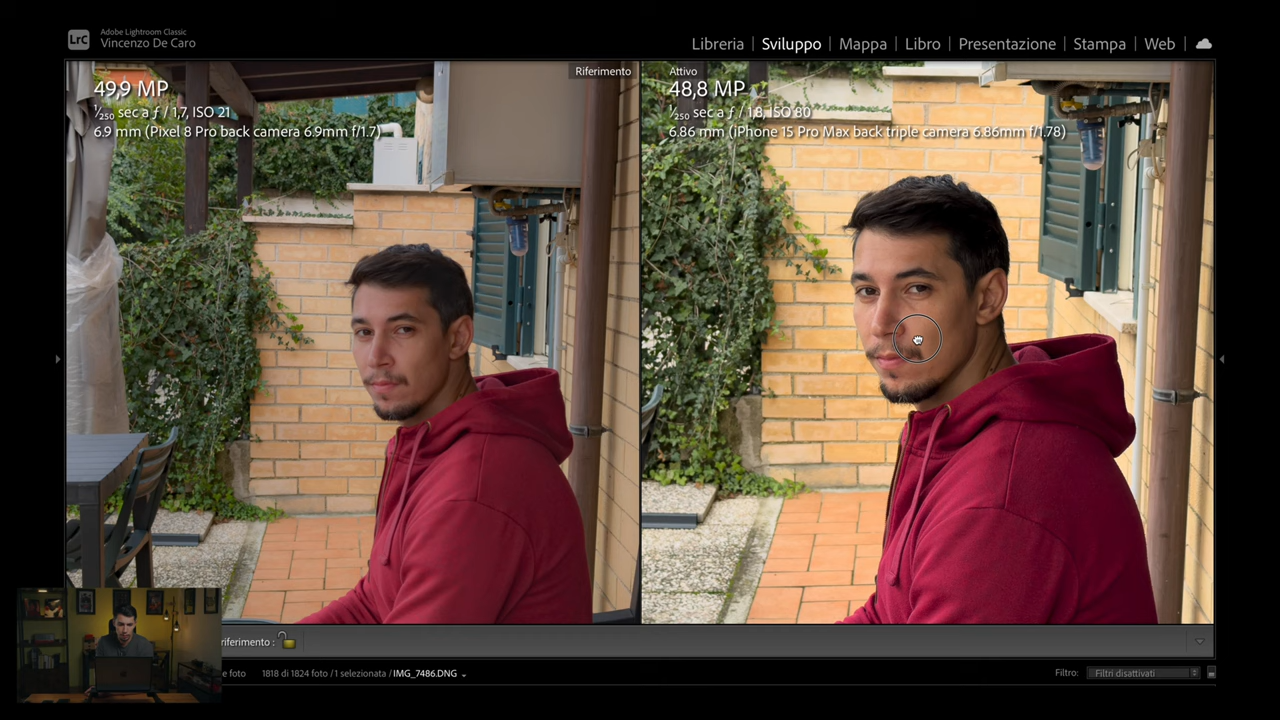 LrC
Adobe Lightroom Classic
Vincenzo De Caro
Libreria | Sviluppo | Mappa | Libro | Presentazione | Stampa | Web
Riferimento
49,9 MP
1/250 sec a ƒ / 1,7, ISO 21
6.9 mm (Pixel 8 Pro back camera 6.9mm f/1.7)
Attivo
48,8 MP
1/250 sec a ƒ / 1,8, ISO 80
6.86 mm (iPhone 15 Pro Max back triple camera 6.86mm f/1.78)
riferimento :
e foto
1818 di 1824 foto / 1 selezionata / IMG_7486.DNG
Filtro:
Filtri disattivati